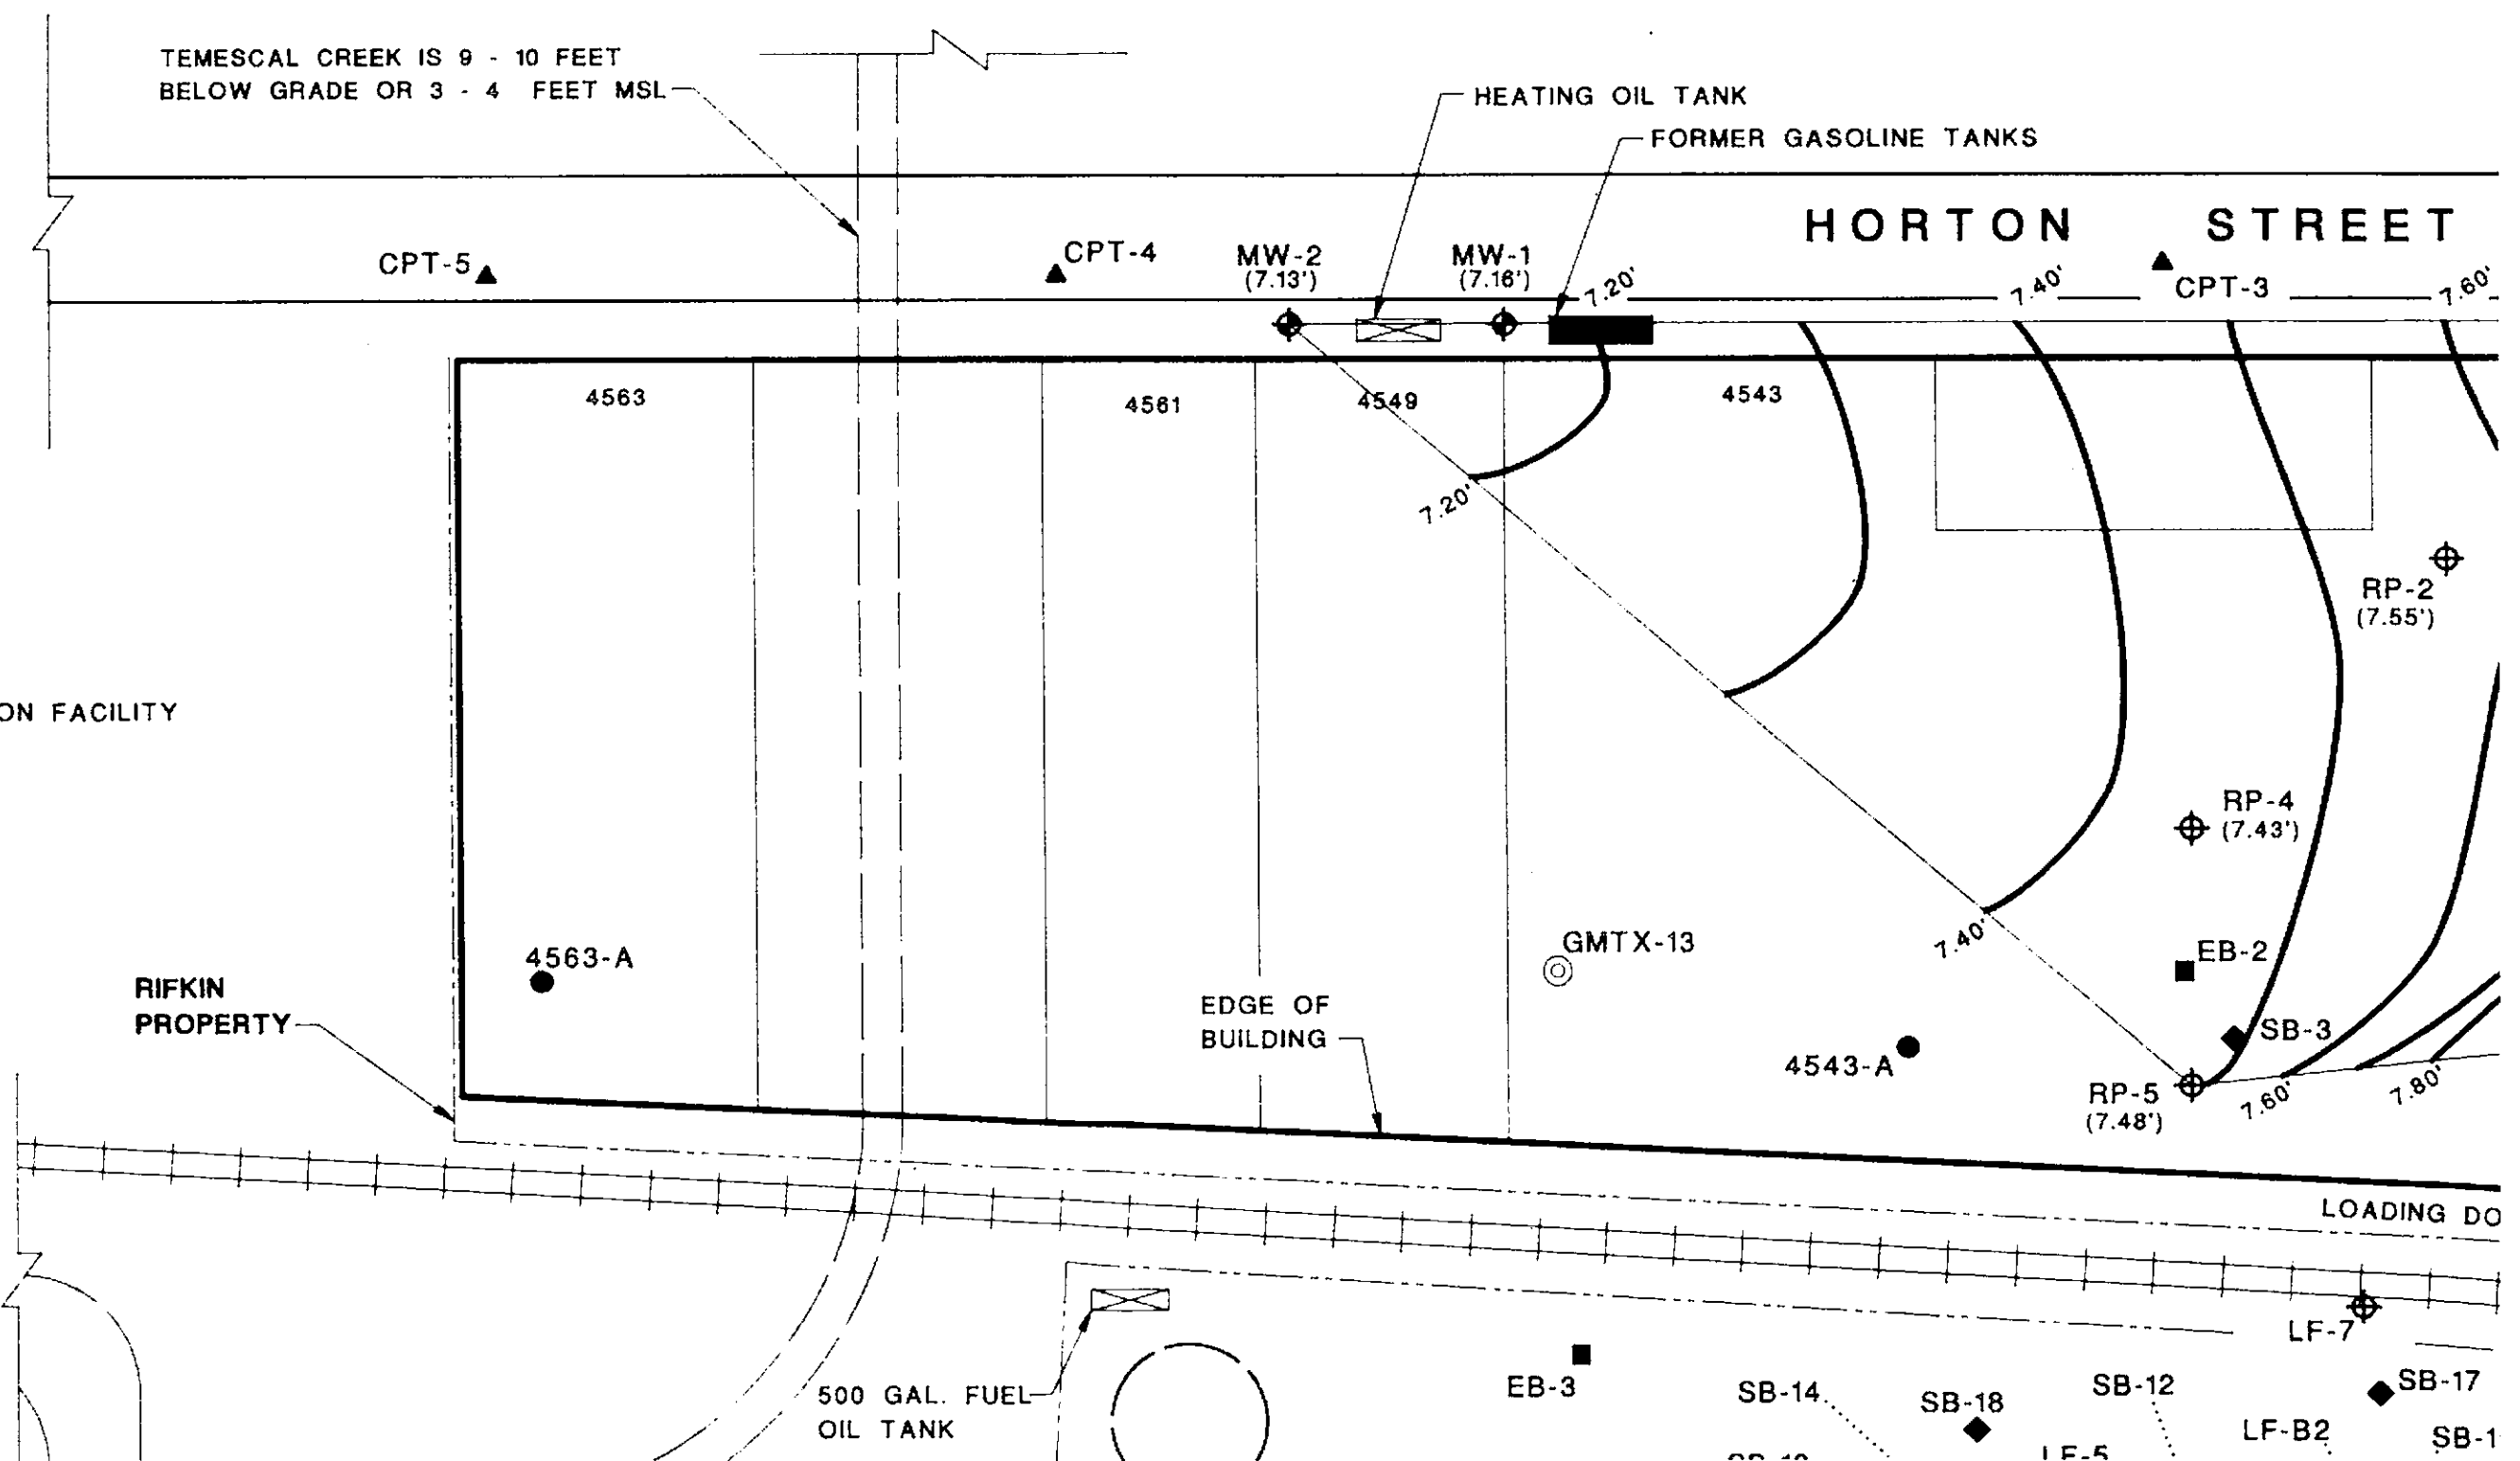 TEMESCAL CREEK IS 9 - 10 FEET
BELOW GRADE OR 3 - 4 FEET MSL
HEATING OIL TANK
FORMER GASOLINE TANKS
HORTON STREET
CPT-5
CPT-4
MW-2
(7.13')
MW-1
(7.16')
7.20'
7.40'
CPT-3
7.60'
4563
4561
4549
4543
7.20'
RP-2
(7.55')
ON FACILITY
RP-4
(7.43')
7.40'
GMTX-13
EB-2
4563-A
RIFKIN
PROPERTY
EDGE OF
BUILDING
SB-3
4543-A
RP-5
(7.48')
7.60'
7.80'
LOADING DO
LF-7
500 GAL. FUEL
OIL TANK
EB-3
SB-14
SB-18
SB-12
SB-17
LF-B2
SB-1
LF-5